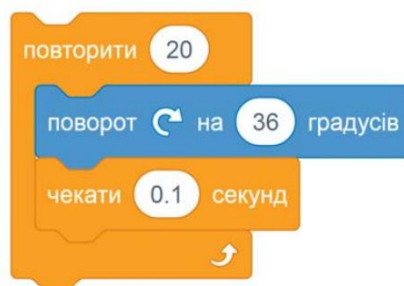 повторити 20
поворот на 36 градусів
чекати 0.1 секунд